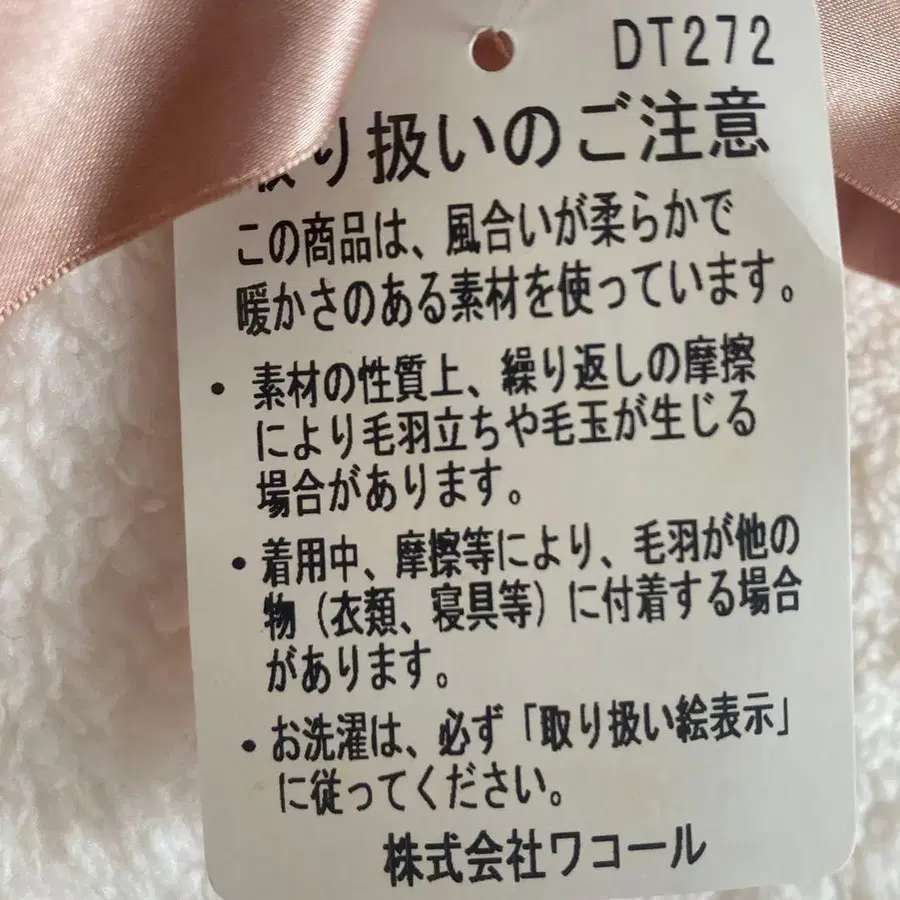 DT272
取り扱いのご注意
この商品は、風合いが柔らかで
暖かさのある素材を使っています。
・素材の性質上、繰り返しの摩擦
により毛羽立ちや毛玉が生じる
場合があります。
・着用中、摩擦等により、毛羽が他の
物（衣類、寝具等）に付着する場合
があります。
・お洗濯は、必ず「取り扱い絵表示」
に従ってください。
株式会社ワコール